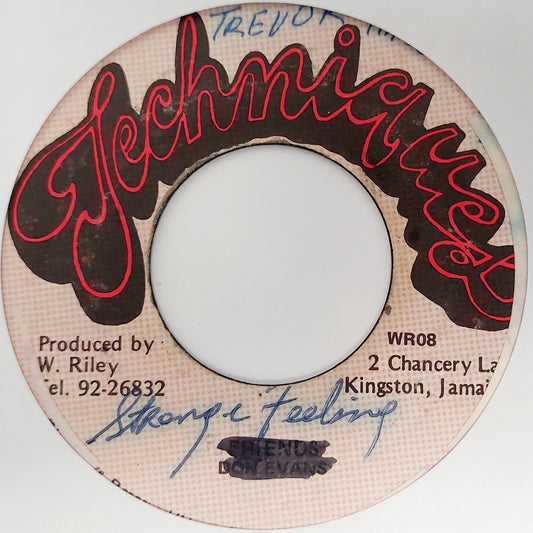 TREVOR
Techniques
Produced by
W. Riley
Tel. 92-26832
WR08
2 Chancery La
Kingston, Jamai
Strange Feeling
FRIENDS
DON EVANS